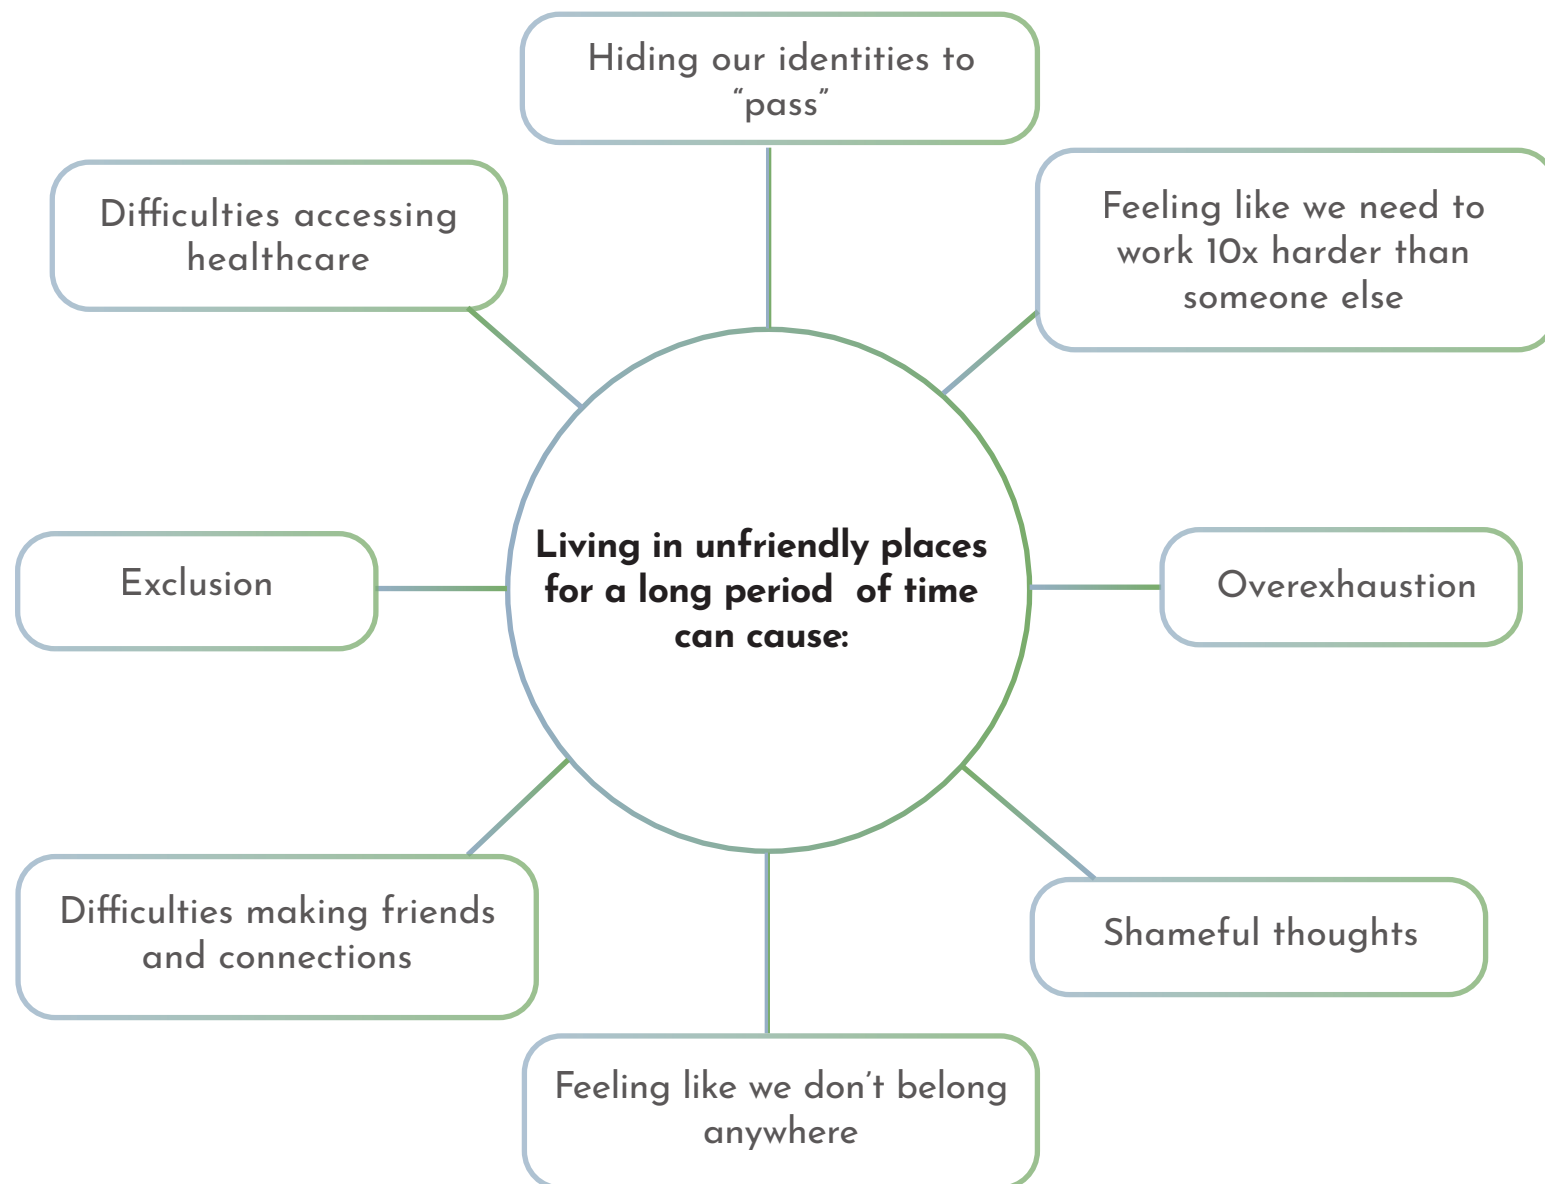 Hiding our identities to
“pass”
Difficulties accessing
healthcare
Feeling like we need to
work 10x harder than
someone else
Living in unfriendly places
for a long period  of time
can cause:
Exclusion
Overexhaustion
Difficulties making friends
and connections
Shameful thoughts
Feeling like we don’t belong
anywhere